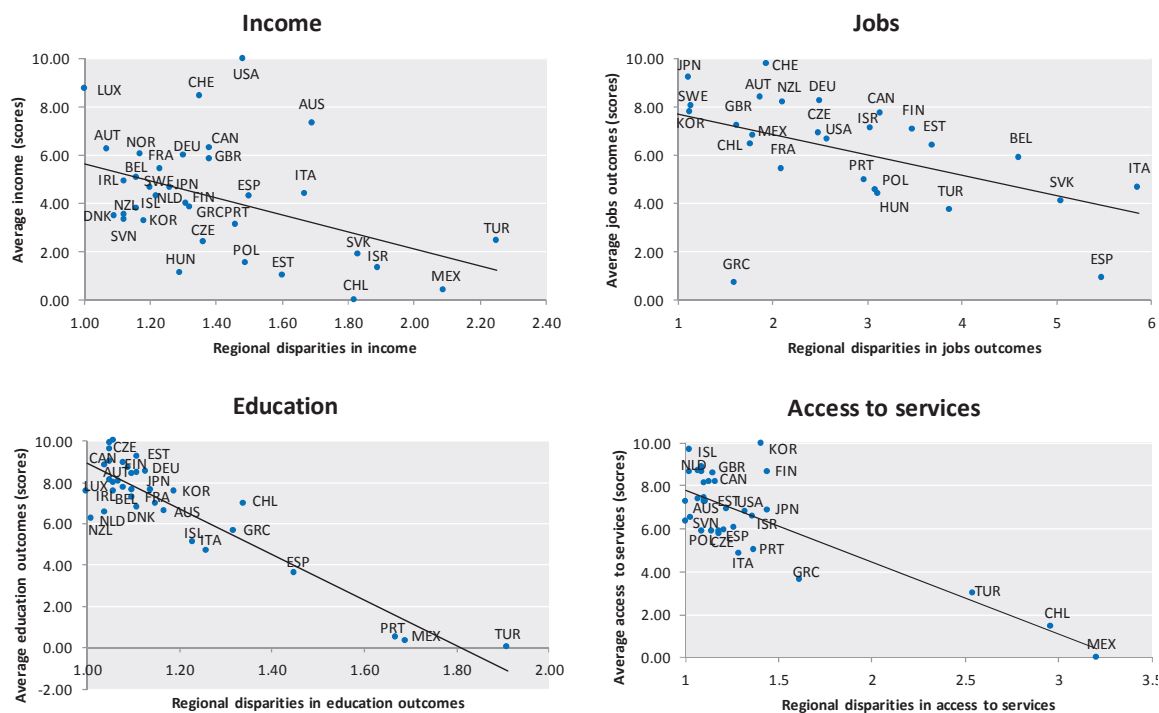 Income
Average income (scores)
10.00
8.00
6.00
4.00
2.00
0.00
USA
LUX
CHE
AUS
AUT
NOR
DEU
CAN
FRA
GBR
BEL
IRL
SWE
JPN
ESP
ITA
NZL
ISL
NLD
FIN
DNK
KOR
GRC
PRT
SVN
CZE
TUR
HUN
POL
EST
SVK
ISR
CHL
MEX
1.00 1.20 1.40 1.60 1.80 2.00 2.20 2.40
Regional disparities in income
Jobs
Average jobs outcomes (scores)
10.00
8.00
6.00
4.00
2.00
0.00
JPN
CHE
SWE
AUT
NZL
DEU
KOR
GBR
CAN
FIN
MEX
CZE
USA
ISR
EST
CHL
FRA
BEL
PRT
POL
HUN
TUR
SVK
ITA
GRC
ESP
1 2 3 4 5 6
Regional disparities in jobs outcomes
Education
Average education outcomes (scores)
10.00
8.00
6.00
4.00
2.00
0.00
-2.00
CZE
EST
CAN
FIN
DEU
AUT
JPN
LUX
IRL
BEL
FRA
KOR
CHL
NLD
DNK
AUS
NZL
GRC
ISL
ITA
ESP
PRT
MEX
TUR
1.00 1.20 1.40 1.60 1.80 2.00
Regional disparities in education outcomes
Access to services
Average access to services (socres)
10.00
8.00
6.00
4.00
2.00
0.00
ISL
KOR
NLD
GBR
FIN
CAN
AUS
EST
USA
JPN
SVN
ISR
POL
CZE
ESP
ITA
PRT
GRC
TUR
CHL
MEX
1 1.5 2 2.5 3 3.5
Regional disparities in access to services